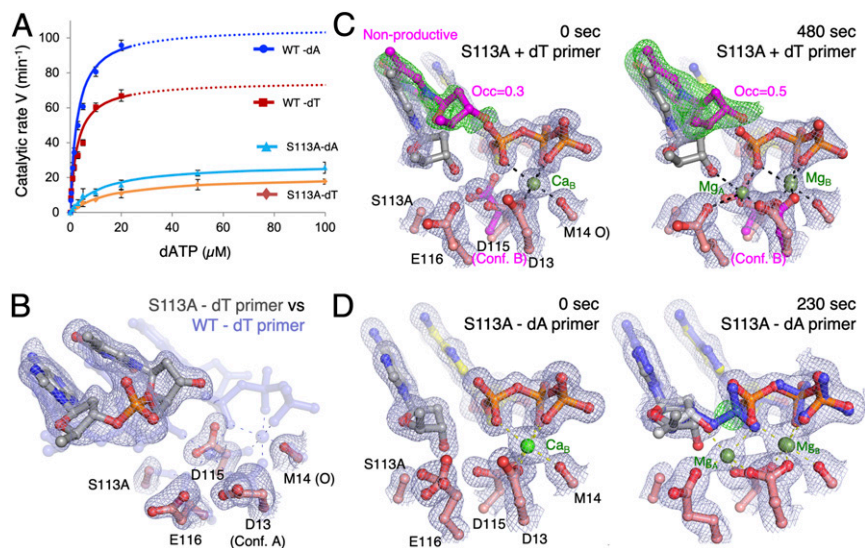 A
Catalytic rate V (min⁻¹)
100
80
60
40
20
0
0
20
40
60
80
100
dATP (µM)
WT -dA
WT -dT
S113A-dA
S113A-dT
B
S113A - dT primer vs
WT - dT primer
S113A
E116
D115
D13
(Conf. A)
M14 (O)
C
Non-productive
0 sec
S113A + dT primer
Occ=0.3
CaB
S113A
E116
D115
(Conf. B)
D13
M14 O)
480 sec
S113A + dT primer
Occ=0.5
MgA
MgB
(Conf. B)
D
0 sec
S113A - dA primer
CaB
S113A
E116
D115
D13
M14
230 sec
S113A - dA primer
MgA
MgB